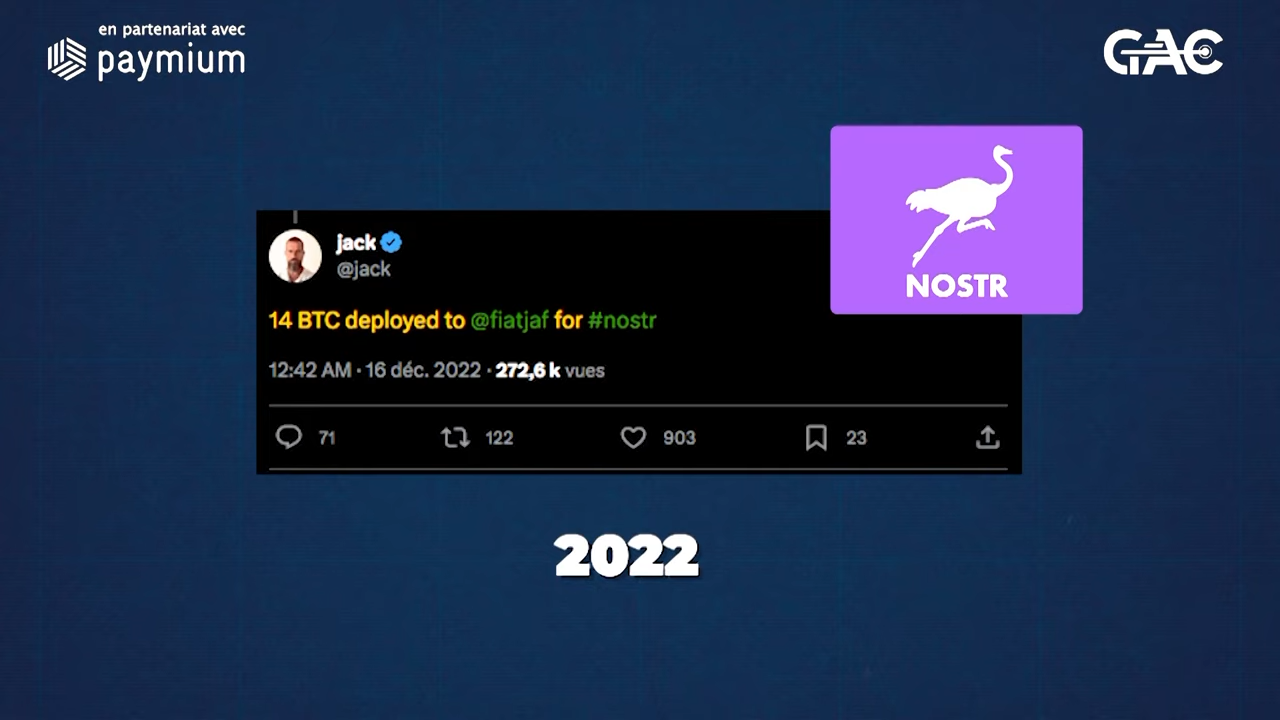 en partenariat avec
paymium
GAC
NOSTR
jack
@jack
14 BTC deployed to @fiatjaf for #nostr
12:42 AM · 16 déc. 2022 · 272,6 k vues
71 122 903 23
2022